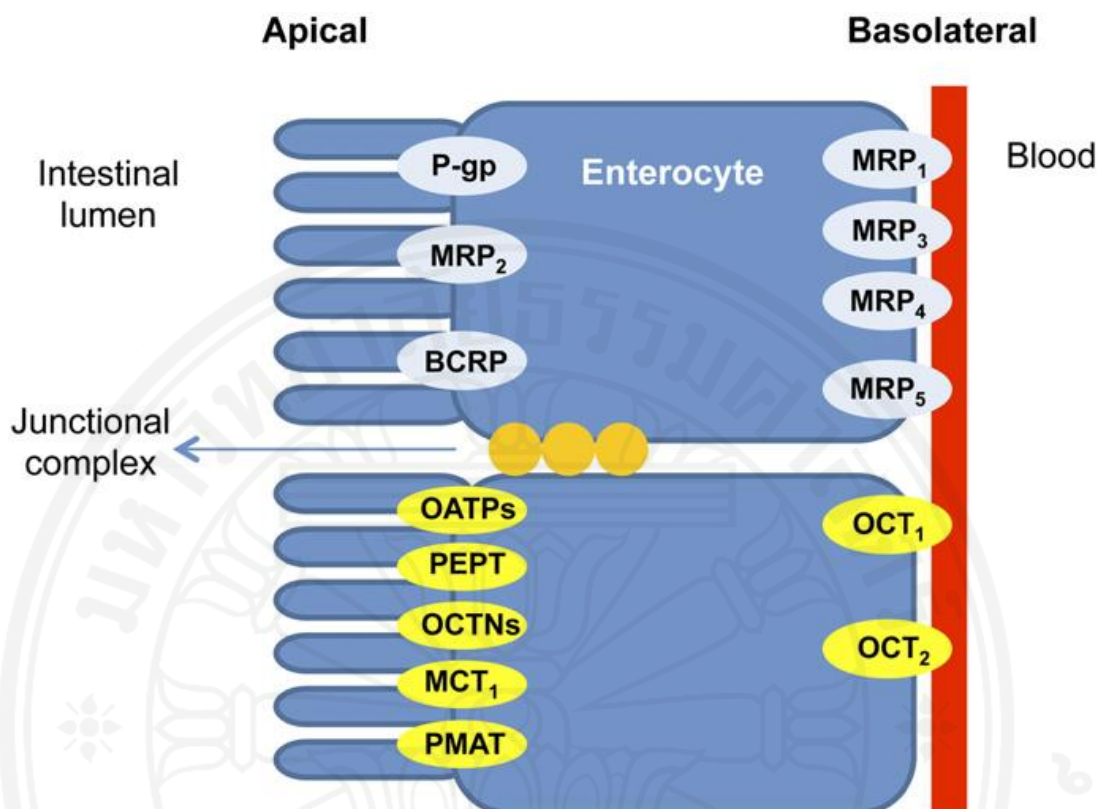 Apical
Basolateral
Intestinal
lumen
P-gp
Enterocyte
MRP1
Blood
MRP3
MRP2
MRP4
BCRP
MRP5
Junctional
complex
OATPs
OCT1
PEPT
OCTNs
OCT2
MCT1
PMAT